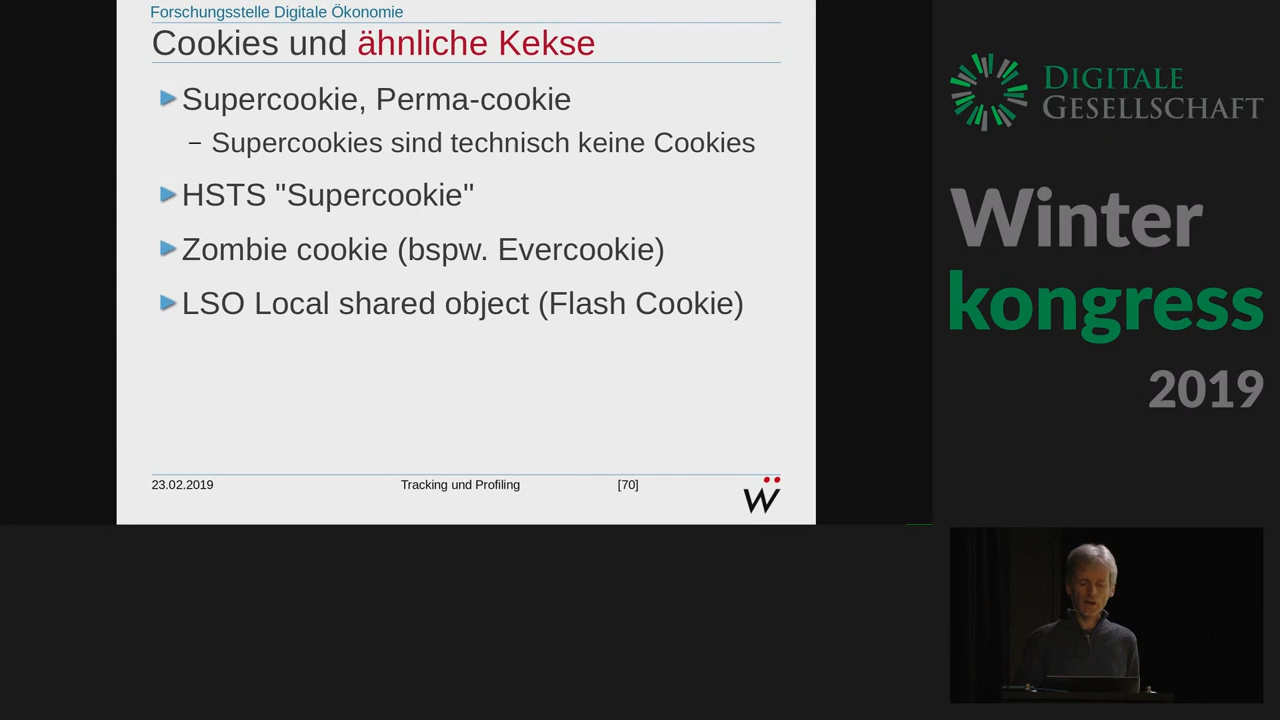 Forschungsstelle Digitale Ökonomie
Cookies und ähnliche Kekse
Supercookie, Perma-cookie
– Supercookies sind technisch keine Cookies
HSTS "Supercookie"
Zombie cookie (bspw. Evercookie)
LSO Local shared object (Flash Cookie)
23.02.2019 Tracking und Profiling [70]
Ẅ
DIGITALE
GESELLSCHAFT
Winter
kongress
2019